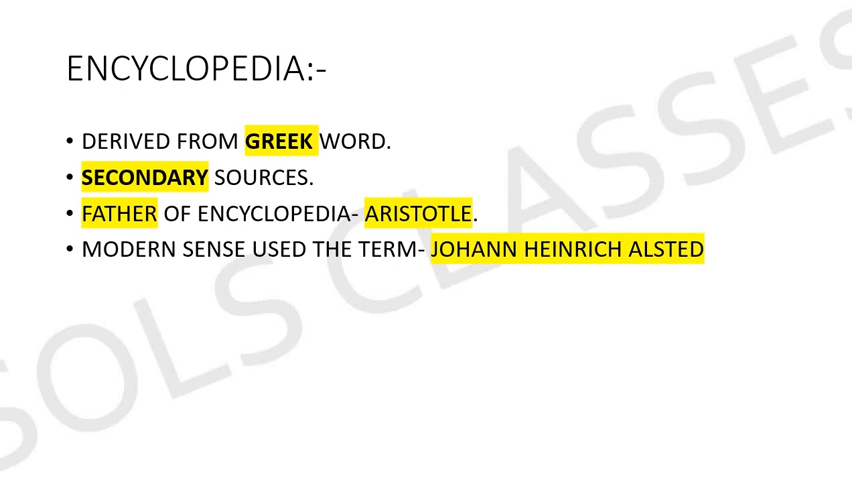 ENCYCLOPEDIA:-
• DERIVED FROM GREEK WORD.
• SECONDARY SOURCES.
• FATHER OF ENCYCLOPEDIA- ARISTOTLE.
• MODERN SENSE USED THE TERM- JOHANN HEINRICH ALSTED
SOLS CLASSES